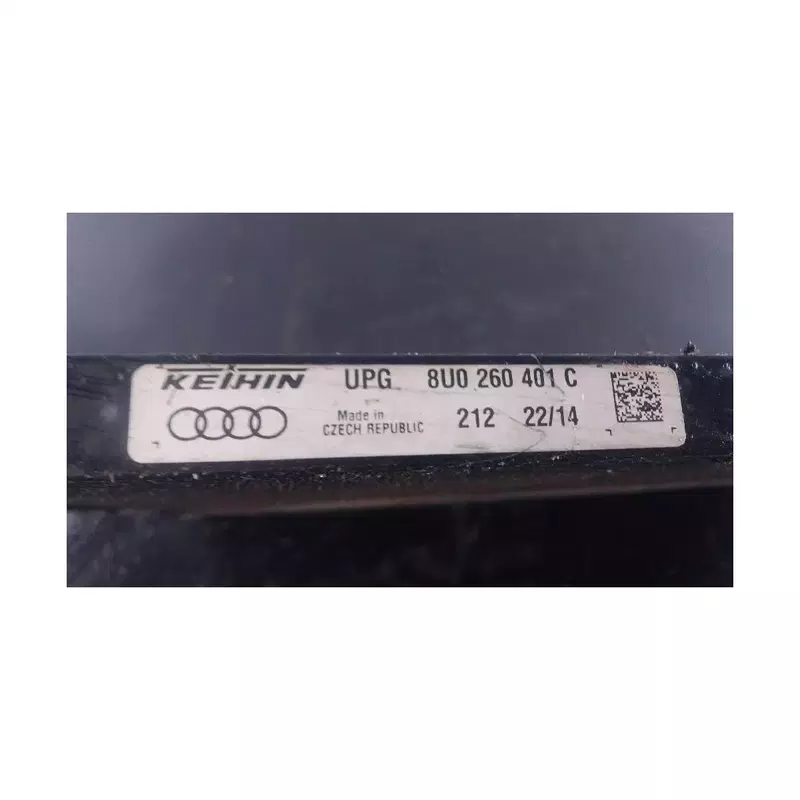 KEIHIN UPG 8U0 260 401 C
Made in 212 22/14
CZECH REPUBLIC